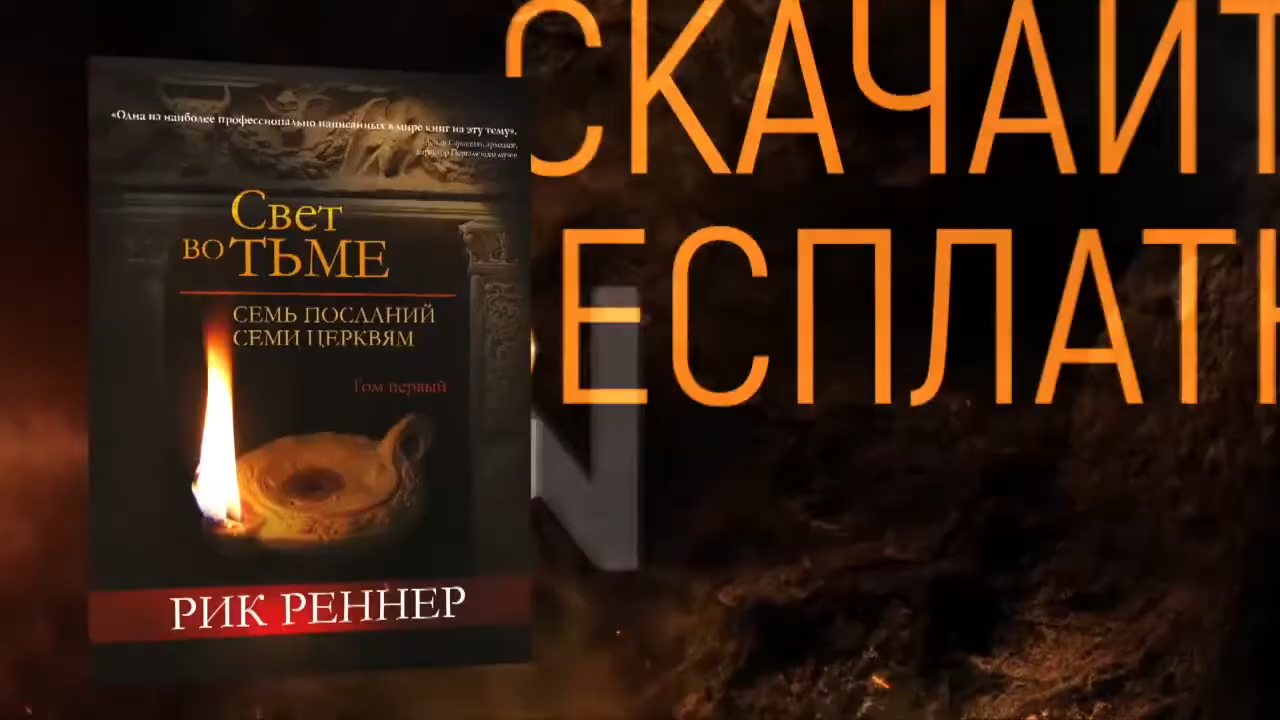 «Одна из наиболее профессионально написанных в мире книг на эту тему».
Свет
во ТЬМЕ
СЕМЬ ПОСЛАНИЙ
СЕМИ ЦЕРКВЯМ
Том первый
РИК РЕННЕР
СКАЧАЙТ
БЕСПЛАТН